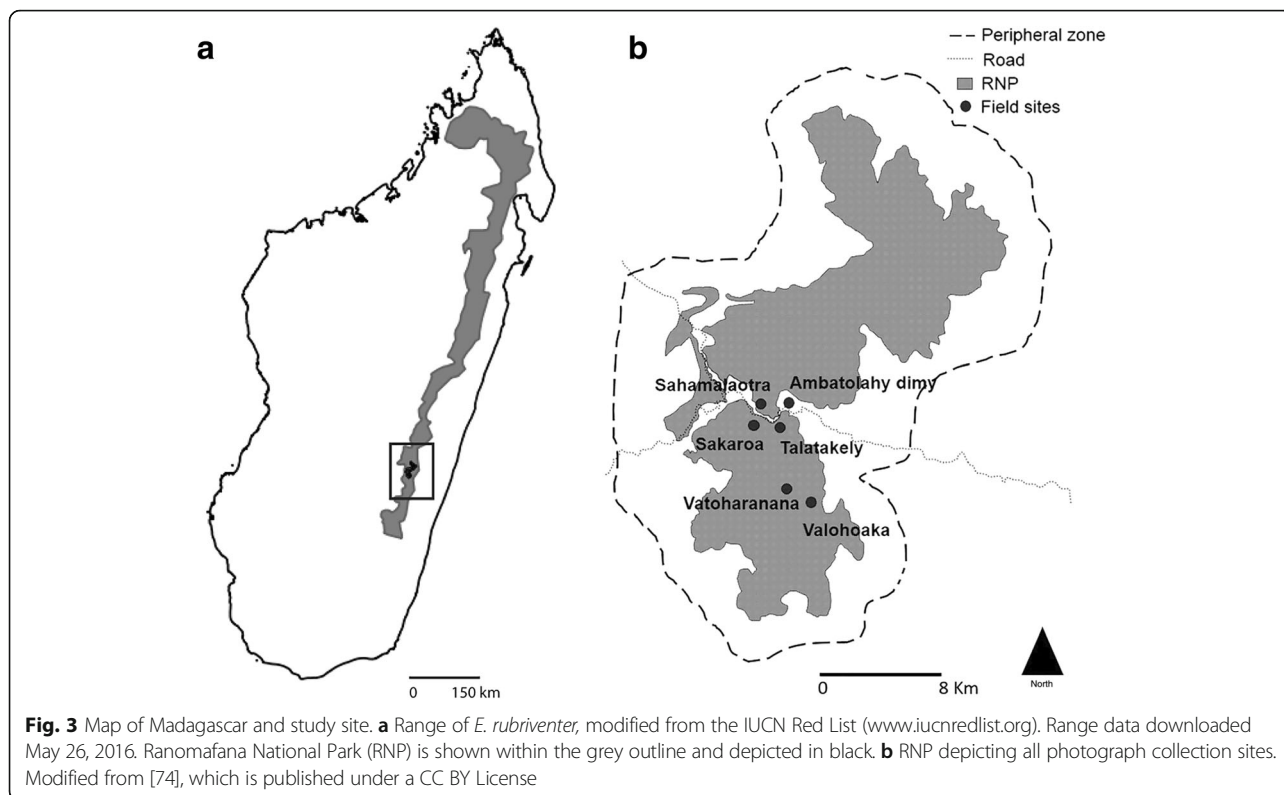 a
b
Peripheral zone
Road
RNP
Field sites
Sahamalaotra
Ambatolahy dimy
Sakaroa
Talatakely
Vatoharanana
Valohoaka
0 150 km
0 8 Km
North
Fig. 3 Map of Madagascar and study site. a Range of E. rubriventer, modified from the IUCN Red List (www.iucnredlist.org). Range data downloaded
May 26, 2016. Ranomafana National Park (RNP) is shown within the grey outline and depicted in black. b RNP depicting all photograph collection sites.
Modified from [74], which is published under a CC BY License